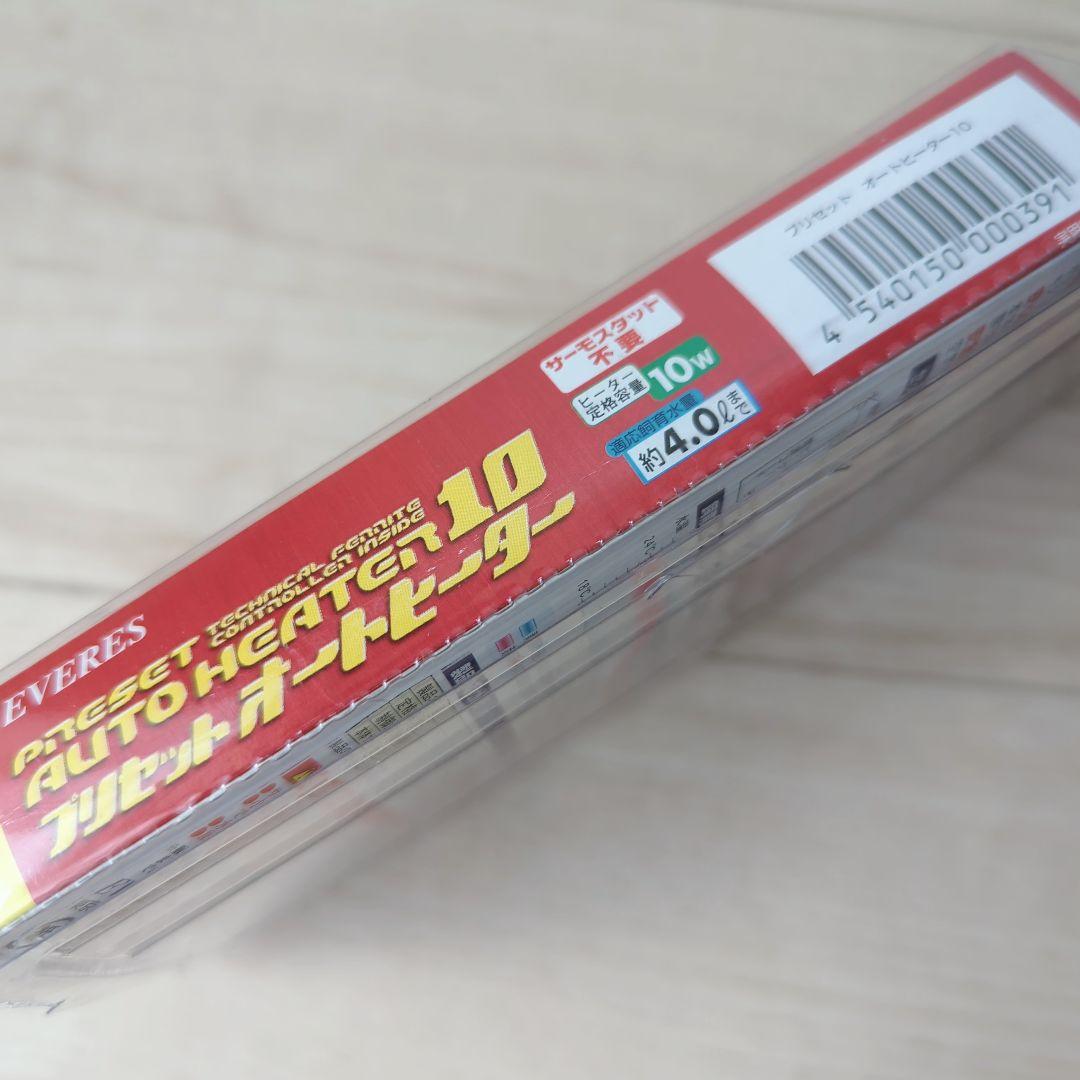 EVERES
PRESET TECHNICAL FERRITE
CONTROLLER INSIDE
AUTO HEATER 10
プリセット オートヒーター
サーモスタット
不要
ヒーター
定格容量
10W
適応飼育水量
約4.0ℓまで
プリセット オートヒーター10
4 540150 000391
18℃
24℃